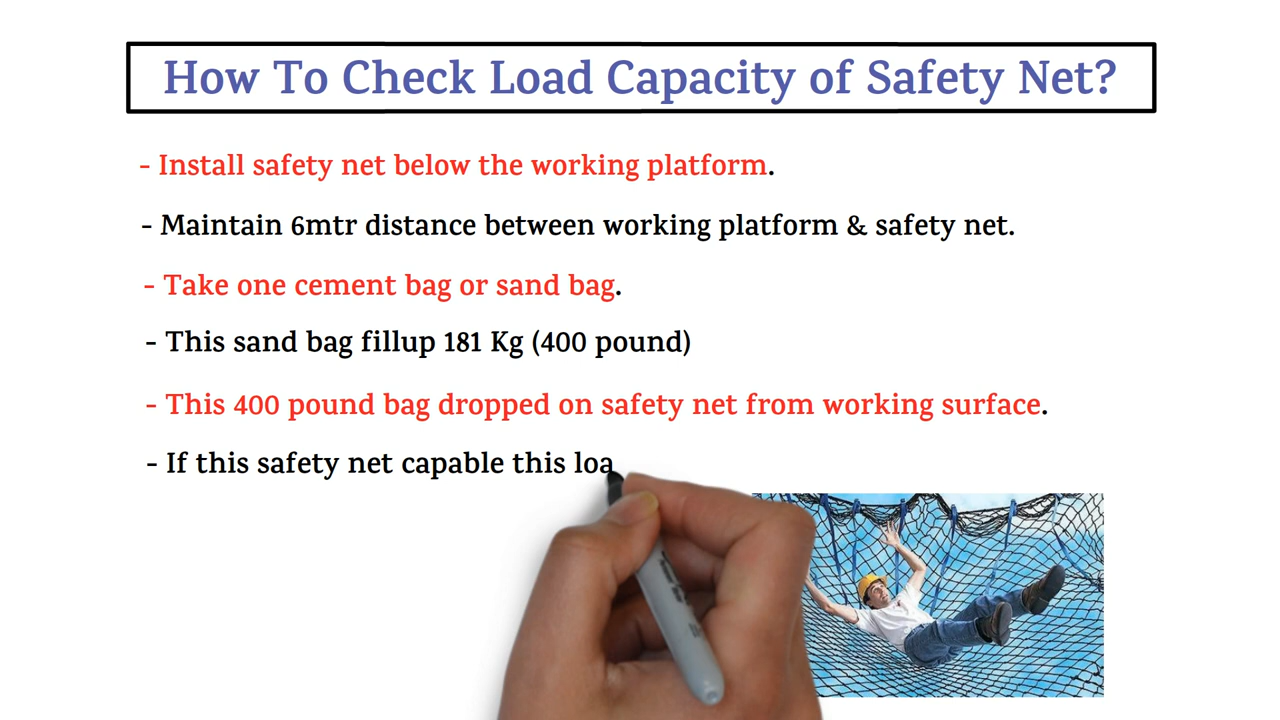 How To Check Load Capacity of Safety Net?
- Install safety net below the working platform.
- Maintain 6mtr distance between working platform & safety net.
- Take one cement bag or sand bag.
- This sand bag fillup 181 Kg (400 pound)
- This 400 pound bag dropped on safety net from working surface.
- If this safety net capable this loa